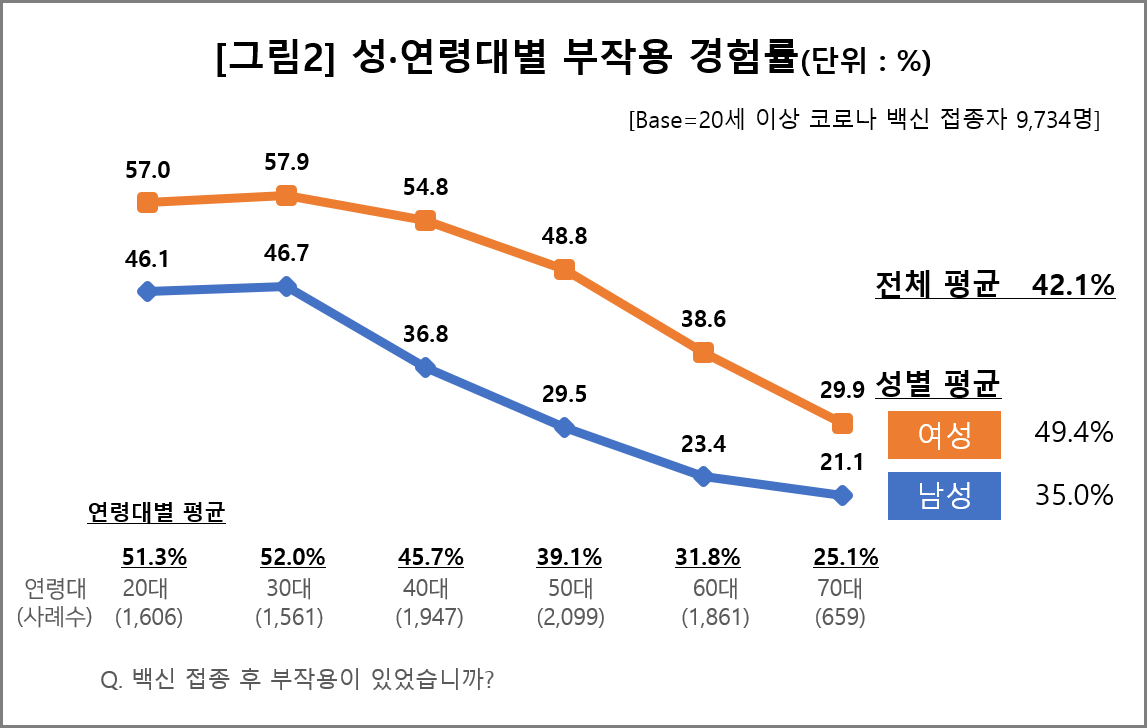 [그림2] 성·연령대별 부작용 경험률(단위 : %)
[Base=20세 이상 코로나 백신 접종자 9,734명]
57.0 57.9 54.8 48.8 38.6 29.9
46.1 46.7 36.8 29.5 23.4 21.1
전체 평균 42.1%
성별 평균
여성 49.4%
남성 35.0%
연령대별 평균
51.3% 52.0% 45.7% 39.1% 31.8% 25.1%
연령대 20대 30대 40대 50대 60대 70대
(사례수) (1,606) (1,561) (1,947) (2,099) (1,861) (659)
Q. 백신 접종 후 부작용이 있었습니까?